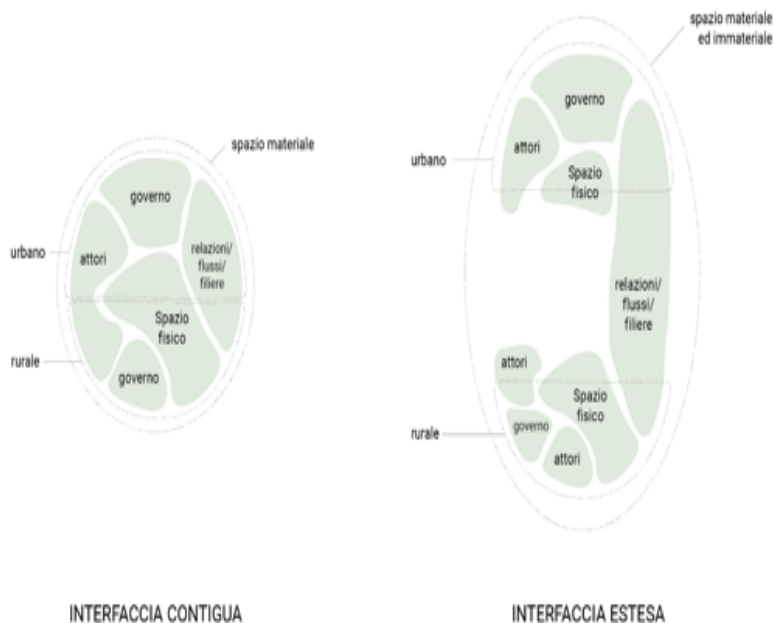 spazio materiale
governo
urbano
attori
relazioni/
flussi/
filiere
Spazio
fisico
rurale
governo
INTERFACCIA CONTIGUA
spazio materiale
ed immateriale
governo
attori
urbano
Spazio
fisico
relazioni/
flussi/
filiere
attori
Spazio
fisico
governo
rurale
attori
INTERFACCIA ESTESA